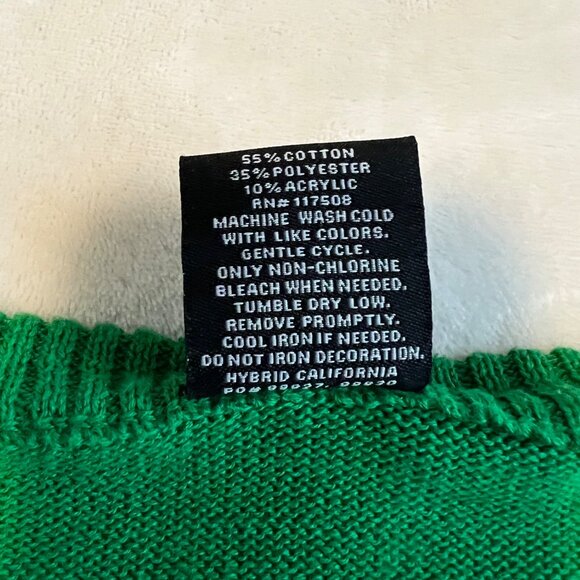 55% COTTON
35% POLYESTER
10% ACRYLIC
RN# 117508
MACHINE WASH COLD
WITH LIKE COLORS.
GENTLE CYCLE.
ONLY NON-CHLORINE
BLEACH WHEN NEEDED.
TUMBLE DRY LOW.
REMOVE PROMPTLY.
COOL IRON IF NEEDED.
DO NOT IRON DECORATION.
HYBRID CALIFORNIA
PO#